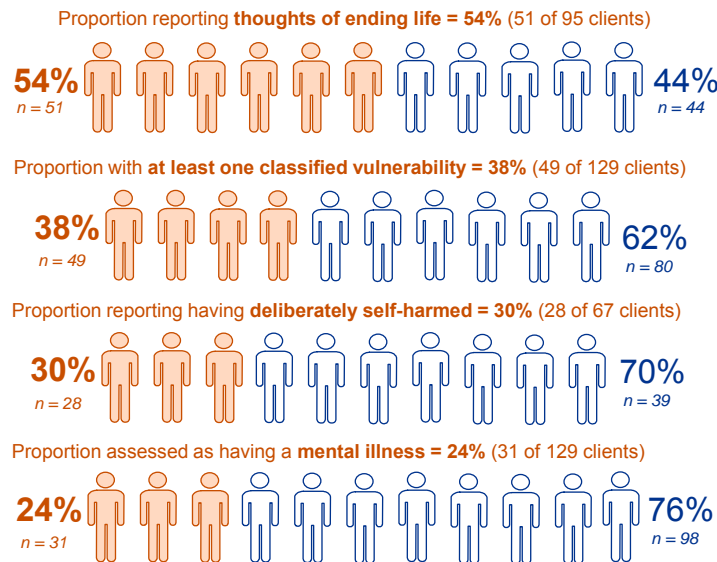 Proportion reporting thoughts of ending life = 54% (51 of 95 clients)
54%
n = 51
44%
n = 44
Proportion with at least one classified vulnerability = 38% (49 of 129 clients)
38%
n = 49
62%
n = 80
Proportion reporting having deliberately self-harmed = 30% (28 of 67 clients)
30%
n = 28
70%
n = 39
Proportion assessed as having a mental illness = 24% (31 of 129 clients)
24%
n = 31
76%
n = 98